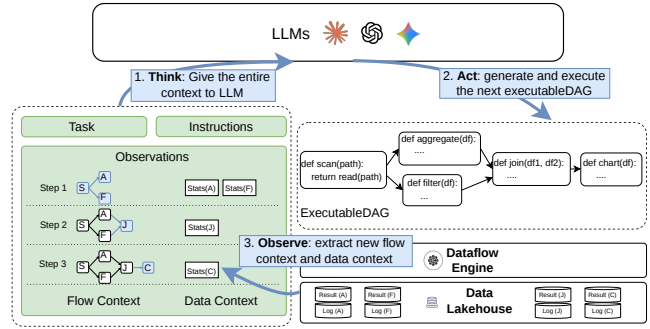 LLMs
1. Think: Give the entire
context to LLM
2. Act: generate and execute
the next executableDAG
Task
Instructions
Observations
Step 1
S
A
F
Stats(A)
Stats(F)
Step 2
S
A
F
J
Stats(J)
Step 3
S
A
F
J
C
Stats(C)
Flow Context
Data Context
def scan(path):
return read(path)
def aggregate(df):
....
def filter(df):
...
def join(df1, df2):
....
def chart(df):
....
ExecutableDAG
3. Observe: extract new flow
context and data context
Dataflow
Engine
Result (A)
Log (A)
Result (F)
Log (F)
Data
Lakehouse
Result (J)
Log (J)
Result (C)
Log (C)